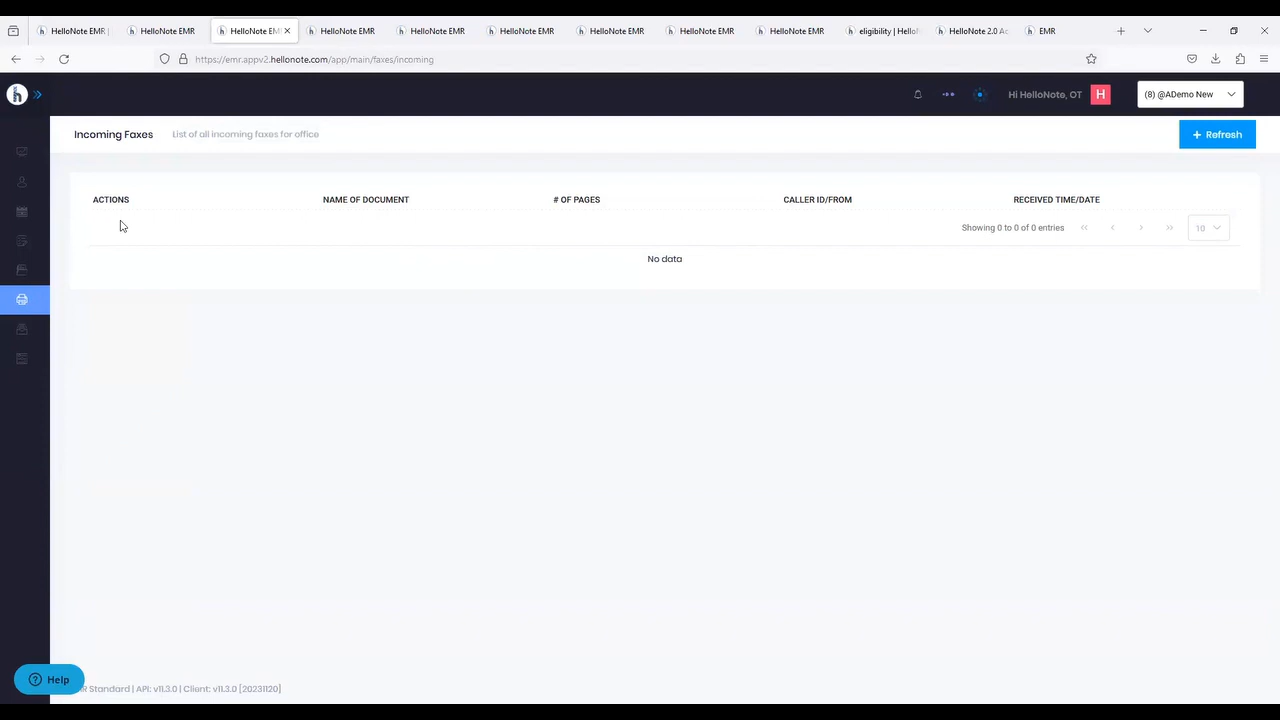 HelloNote EMR |
HelloNote EMR
HelloNote EM
HelloNote EMR
HelloNote EMR
HelloNote EMR
HelloNote EMR
HelloNote EMR
HelloNote EMR
eligibility | Hello
HelloNote 2.0 Ac
EMR
https://emr.appv2.hellonote.com/app/main/faxes/incoming
Hi HelloNote, OT
H
(8) @ADemo New
Incoming Faxes
List of all incoming faxes for office
+ Refresh
ACTIONS
NAME OF DOCUMENT
# OF PAGES
CALLER ID/FROM
RECEIVED TIME/DATE
Showing 0 to 0 of 0 entries
10
No data
Help
R Standard | API: v11.3.0 | Client: v11.3.0 [20231120]